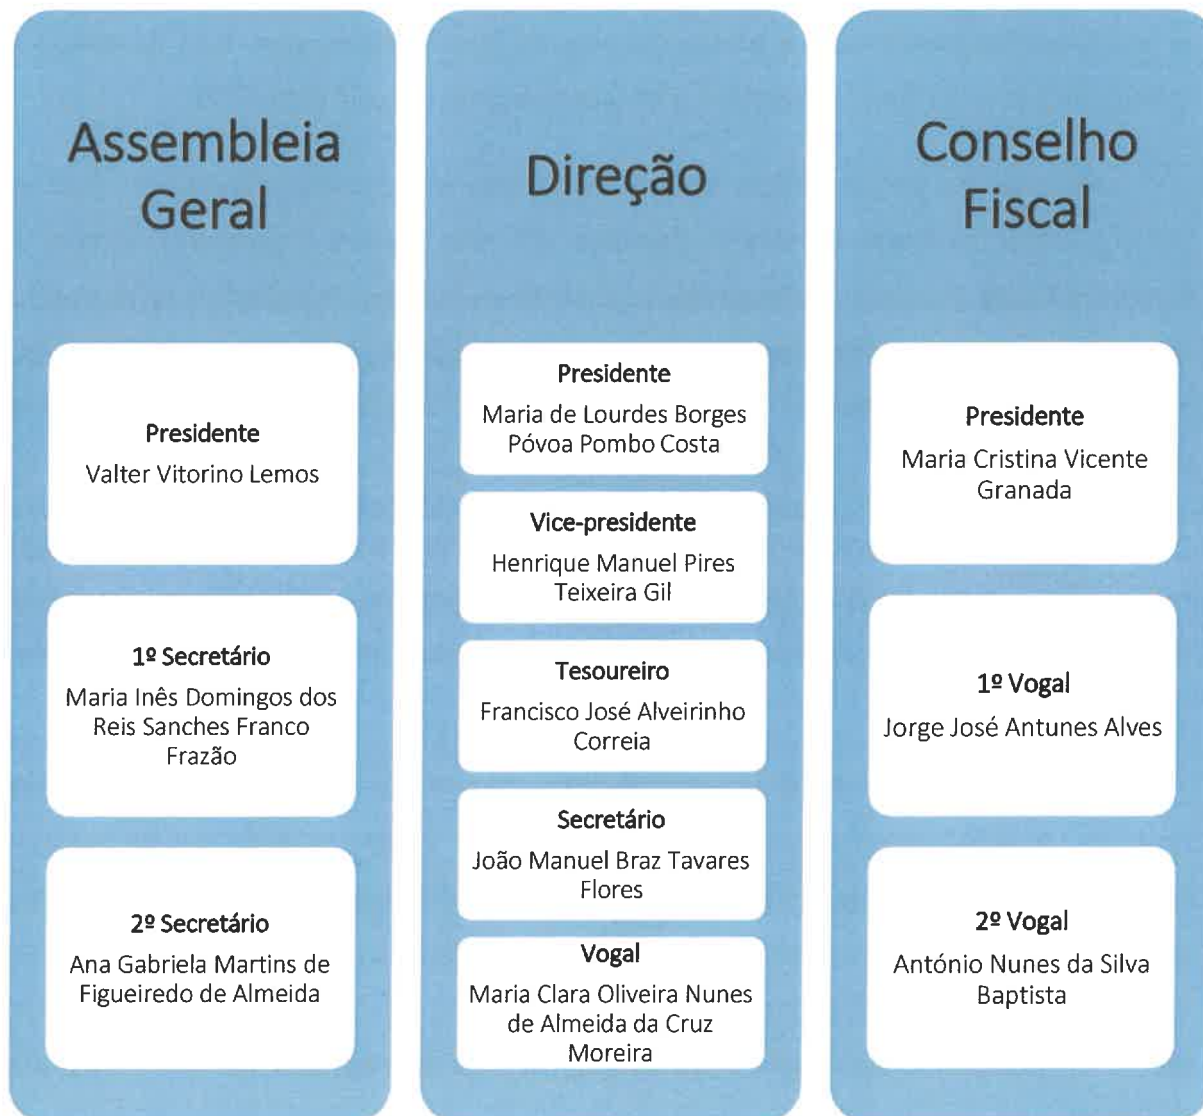 Assembleia
Geral
Presidente
Valter Vitorino Lemos
1º Secretário
Maria Inês Domingos dos
Reis Sanches Franco
Frazão
2º Secretário
Ana Gabriela Martins de
Figueiredo de Almeida
Direção
Presidente
Maria de Lourdes Borges
Póvoa Pombo Costa
Vice-presidente
Henrique Manuel Pires
Teixeira Gil
Tesoureiro
Francisco José Alveirinho
Correia
Secretário
João Manuel Braz Tavares
Flores
Vogal
Maria Clara Oliveira Nunes
de Almeida da Cruz
Moreira
Conselho
Fiscal
Presidente
Maria Cristina Vicente
Granada
1º Vogal
Jorge José Antunes Alves
2º Vogal
António Nunes da Silva
Baptista